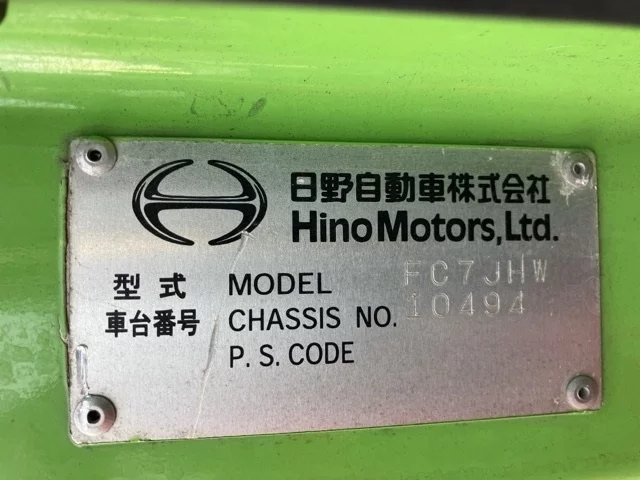 日野自動車株式会社
Hino Motors, Ltd.
型式 MODEL FC7JHW
車台番号 CHASSIS NO. 10494
P. S. CODE